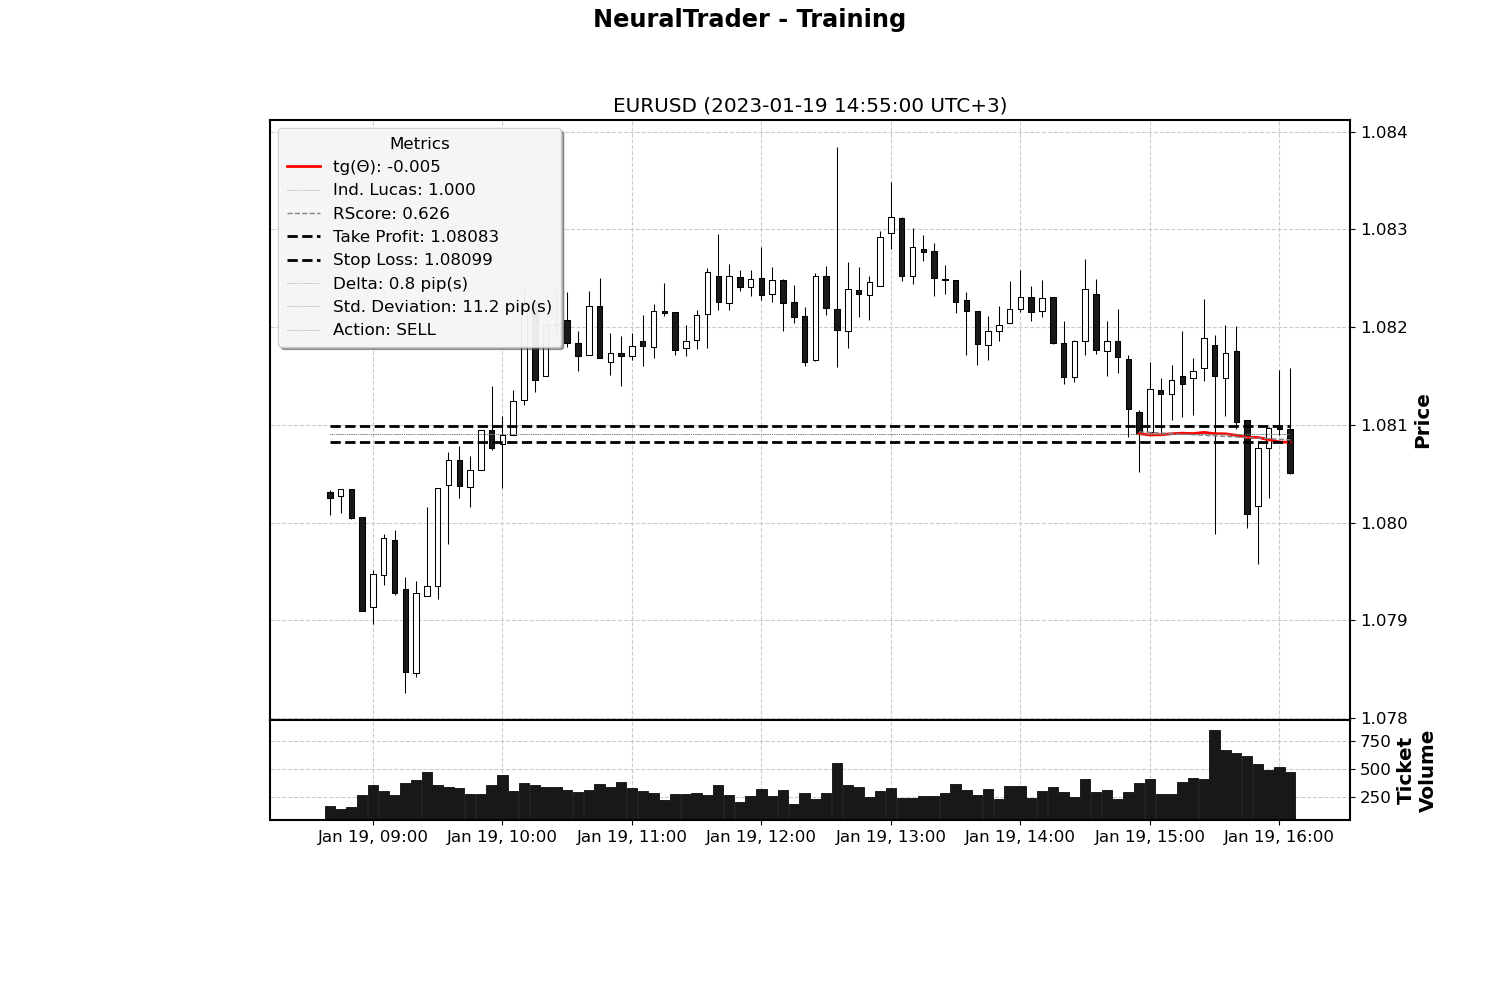 NeuralTrader - Training
EURUSD (2023-01-19 14:55:00 UTC+3)
Metrics
tg(Θ): -0.005
Ind. Lucas: 1.000
RScore: 0.626
Take Profit: 1.08083
Stop Loss: 1.08099
Delta: 0.8 pip(s)
Std. Deviation: 11.2 pip(s)
Action: SELL
1.084
1.083
1.082
1.081
1.080
1.079
1.078
Price
750
500
250
Ticket
Volume
Jan 19, 09:00
Jan 19, 10:00
Jan 19, 11:00
Jan 19, 12:00
Jan 19, 13:00
Jan 19, 14:00
Jan 19, 15:00
Jan 19, 16:00